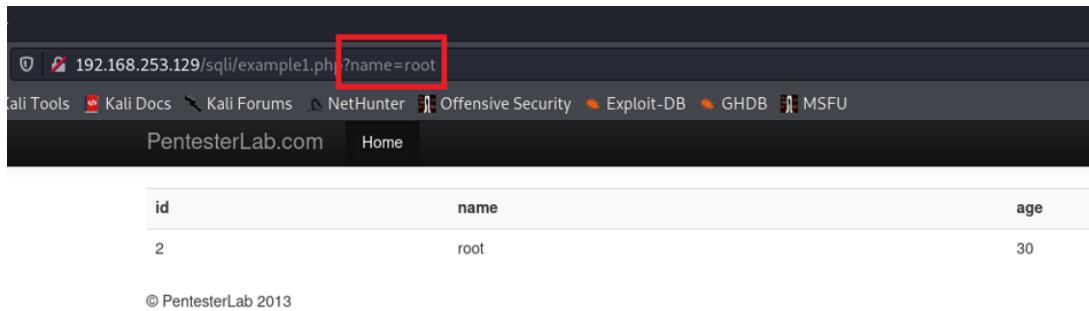 192.168.253.129/sqli/example1.php?name=root
Kali Tools Kali Docs Kali Forums NetHunter Offensive Security Exploit-DB GHDB MSFU
PentesterLab.com Home
id name age
2 root 30
© PentesterLab 2013